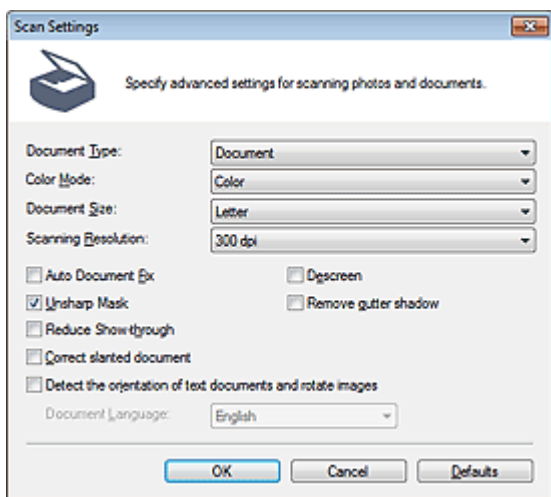 Scan Settings
Specify advanced settings for scanning photos and documents.
Document Type: Document
Color Mode: Color
Document Size: Letter
Scanning Resolution: 300 dpi
Auto Document Fix Descreen
Unsharp Mask Remove gutter shadow
Reduce Show-through
Correct slanted document
Detect the orientation of text documents and rotate images
Document Language: English
OK Cancel Defaults